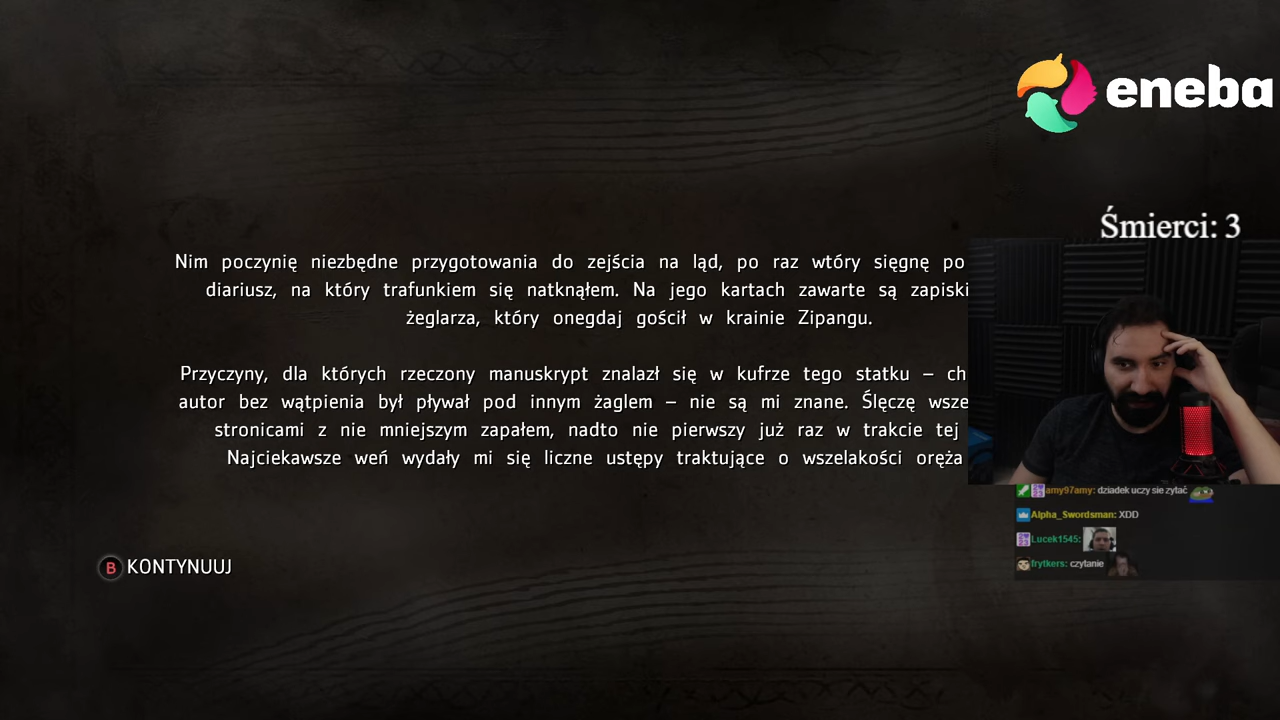 eneba
Śmierci: 3
Nim poczynię niezbędne przygotowania do zejścia na ląd, po raz wtóry sięgnę po
diariusz, na który trafunkiem się natknąłem. Na jego kartach zawarte są zapiski
żeglarza, który onegdaj gościł w krainie Zipangu.
Przyczyny, dla których rzeczony manuskrypt znalazł się w kufrze tego statku – ch
autor bez wątpienia był pływał pod innym żaglem – nie są mi znane. Ślęczę wsze
stronicami z nie mniejszym zapałem, nadto nie pierwszy już raz w trakcie tej
Najciekawsze weń wydały mi się liczne ustępy traktujące o wszelakości oręża
amy97amy: dziadek uczy sie zytać
Alpha_Swordsman: XDD
Lucek1545:
frytkers: czytanie
B KONTYNUUJ